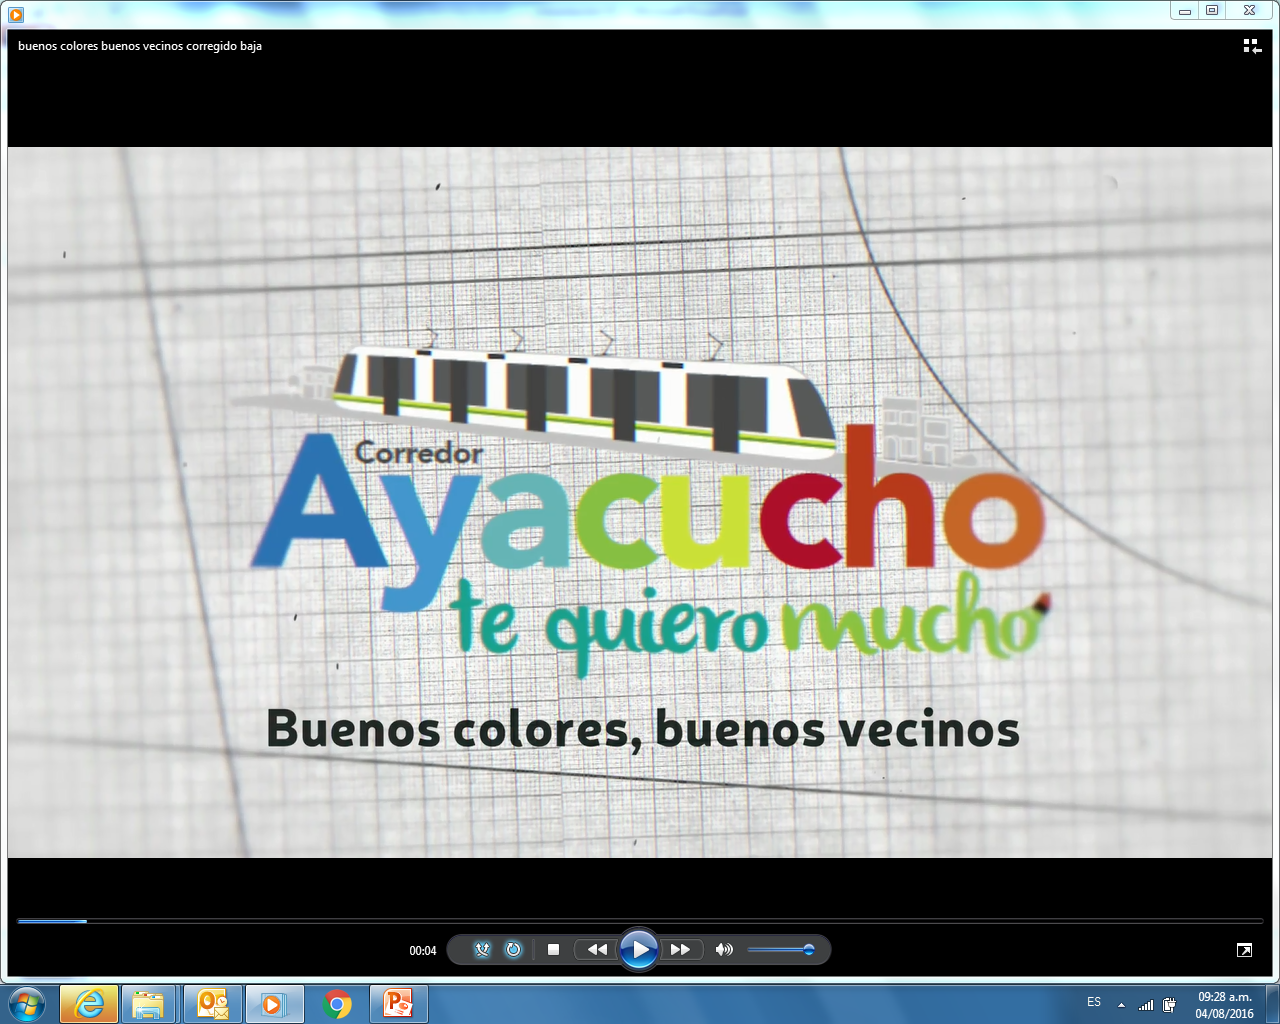 buenos colores buenos vecinos corregido baja
Corredor
Ayacucho
te quiero mucho
Buenos colores, buenos vecinos
00:04
ES
09:28 a.m.
04/08/2016